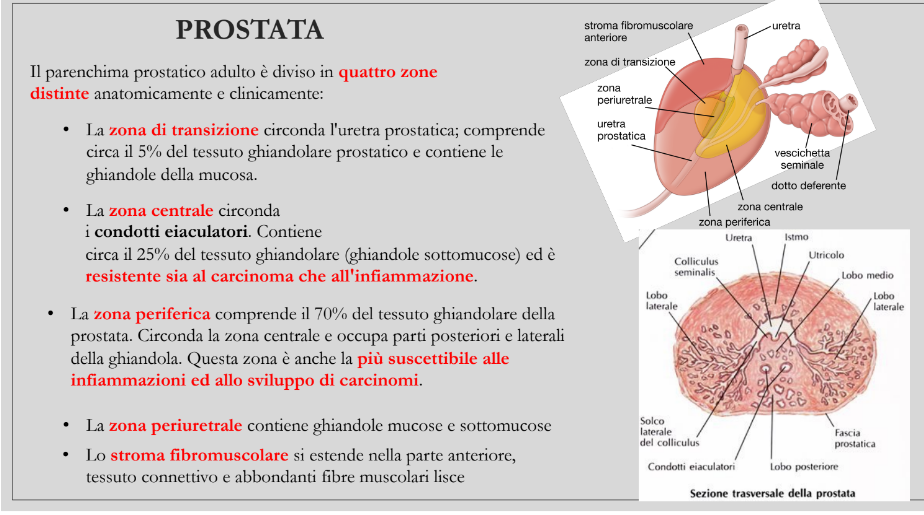 PROSTATA
Il parenchima prostatico adulto è diviso in quattro zone
distinte anatomicamente e clinicamente:
• La zona di transizione circonda l'uretra prostatica; comprende
circa il 5% del tessuto ghiandolare prostatico e contiene le
ghiandole della mucosa.
• La zona centrale circonda
i condotti eiaculatori. Contiene
circa il 25% del tessuto ghiandolare (ghiandole sottomucose) ed è
resistente sia al carcinoma che all'infiammazione.
• La zona periferica comprende il 70% del tessuto ghiandolare della
prostata. Circonda la zona centrale e occupa parti posteriori e laterali
della ghiandola. Questa zona è anche la più suscettibile alle
infiammazioni ed allo sviluppo di carcinomi.
• La zona periuretrale contiene ghiandole mucose e sottomucose
• Lo stroma fibromuscolare si estende nella parte anteriore,
tessuto connettivo e abbondanti fibre muscolari lisce
stroma fibromuscolare
anteriore
uretra
zona di transizione
zona
periuretrale
uretra
prostatica
vescichetta
seminale
dotto deferente
zona centrale
zona periferica
Uretra
Istmo
Colliculus
seminalis
Utricolo
Lobo medio
Lobo
laterale
Lobo
laterale
Solco
laterale
del colliculus
Fascia
prostatica
Condotti eiaculatori
Lobo posteriore
Sezione trasversale della prostata